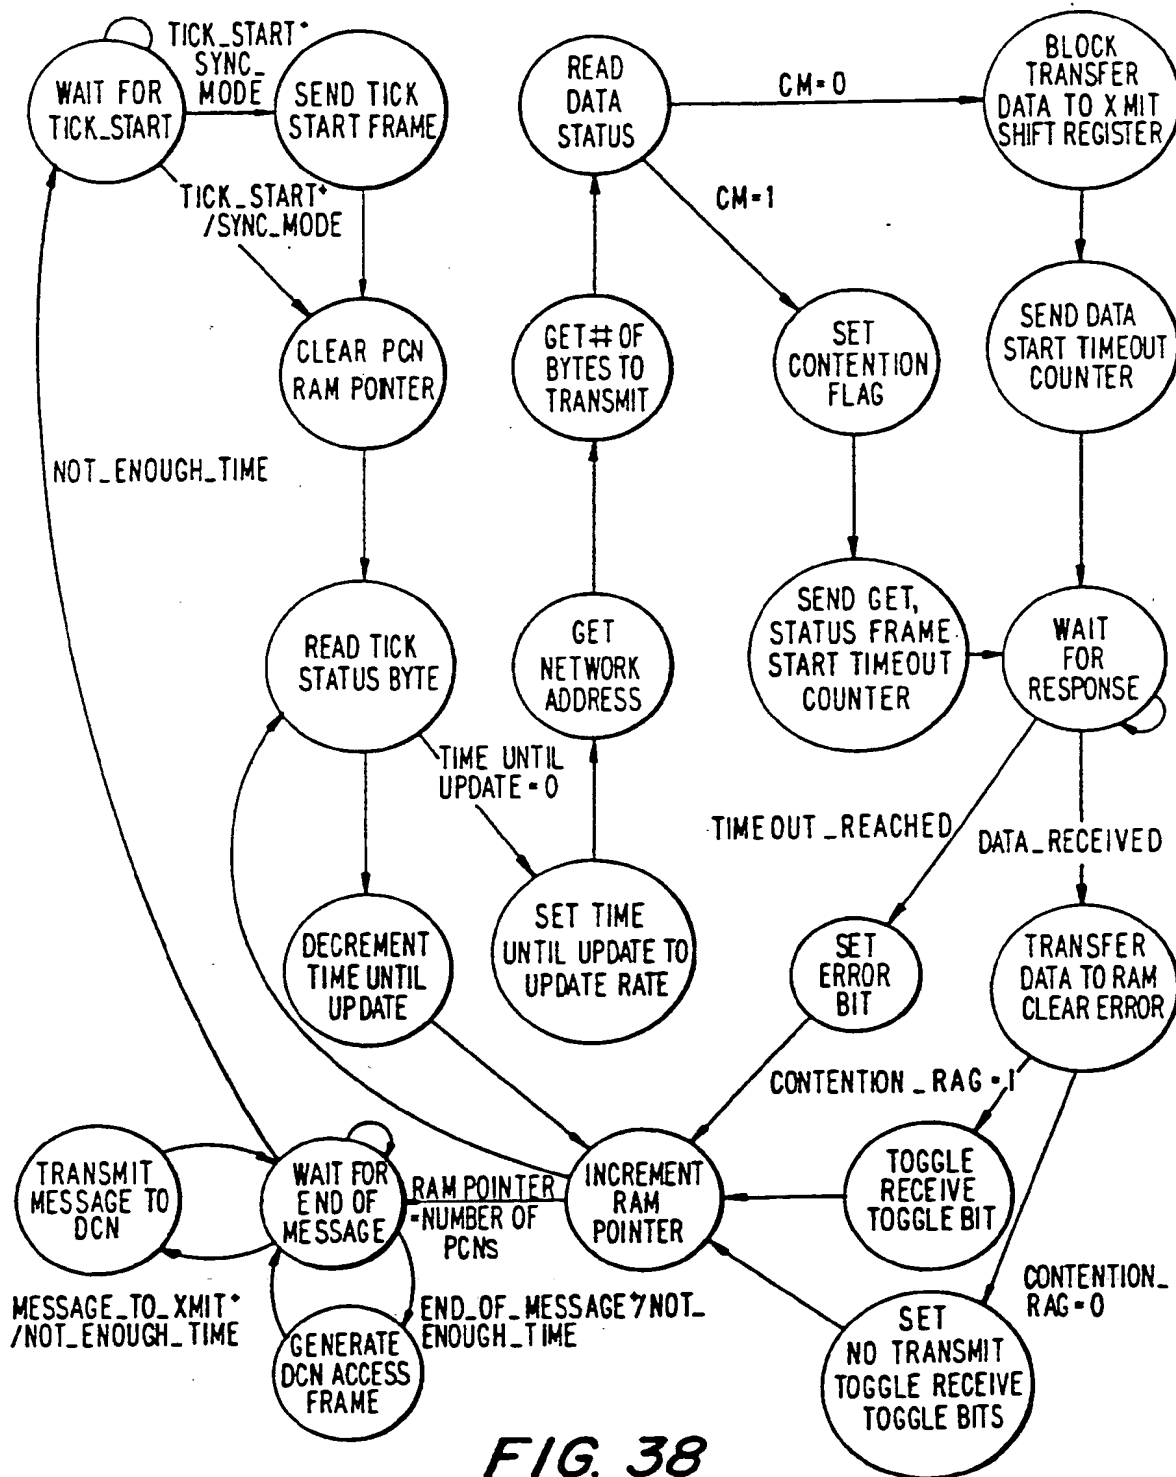 WAIT FOR
TICK_START
TICK_START*
SYNC_
MODE
SEND TICK
START FRAME
READ
DATA
STATUS
CM=0
BLOCK
TRANSFER
DATA TO XMIT
SHIFT REGISTER
TICK_START*
/SYNC_MODE
CM=1
CLEAR PCN
RAM POINTER
GET # OF
BYTES TO
TRANSMIT
SET
CONTENTION
FLAG
SEND DATA
START TIMEOUT
COUNTER
NOT_ENOUGH_TIME
READ TICK
STATUS BYTE
GET
NETWORK
ADDRESS
SEND GET,
STATUS FRAME
START TIMEOUT
COUNTER
WAIT
FOR
RESPONSE
TIME UNTIL
UPDATE=0
TIMEOUT_REACHED
DATA_RECEIVED
DECREMENT
TIME UNTIL
UPDATE
SET TIME
UNTIL UPDATE TO
UPDATE RATE
SET
ERROR
BIT
TRANSFER
DATA TO RAM
CLEAR ERROR
CONTENTION_RAG=1
TRANSMIT
MESSAGE TO
DCN
WAIT FOR
END OF
MESSAGE
RAM POINTER
=NUMBER OF
PCNs
INCREMENT
RAM
POINTER
TOGGLE
RECEIVE
TOGGLE BIT
CONTENTION_
RAG=0
MESSAGE_TO_XMIT*
/NOT_ENOUGH_TIME
END_OF_MESSAGE*/NOT_
ENOUGH_TIME
GENERATE
DCN ACCESS
FRAME
SET
NO TRANSMIT
TOGGLE RECEIVE
TOGGLE BITS
FIG. 38